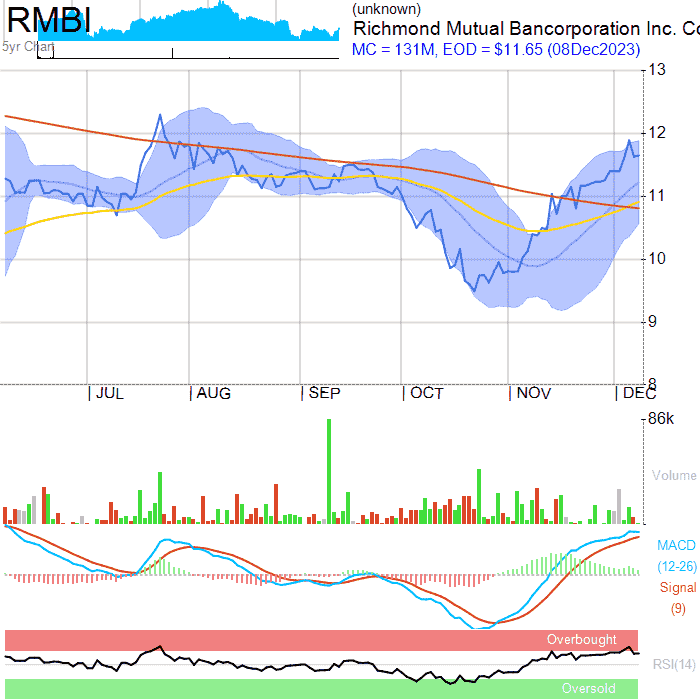 RMBI
(unknown)
Richmond Mutual Bancorporation Inc. Co
5yr Chart
MC = 131M, EOD = $11.65 (08Dec2023)
13
12
11
10
9
8
JUL AUG SEP OCT NOV DEC
86k
Volume
MACD
(12-26)
Signal
(9)
Overbought
RSI(14)
Oversold